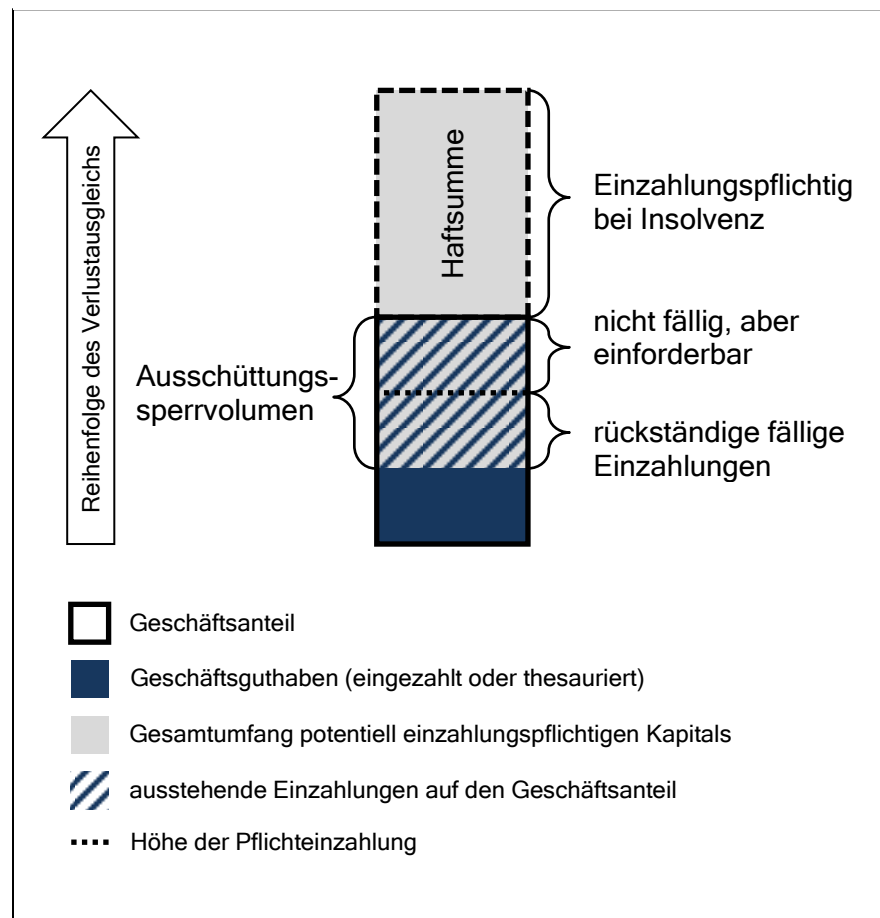 Reihenfolge des Verlustausgleichs
Haftsumme
Einzahlungspflichtig
bei Insolvenz
nicht fällig, aber
einforderbar
Ausschüttungs-
sperrvolumen
rückständige fällige
Einzahlungen
Geschäftsanteil
Geschäftsguthaben (eingezahlt oder thesauriert)
Gesamtumfang potentiell einzahlungspflichtigen Kapitals
ausstehende Einzahlungen auf den Geschäftsanteil
Höhe der Pflichteinzahlung